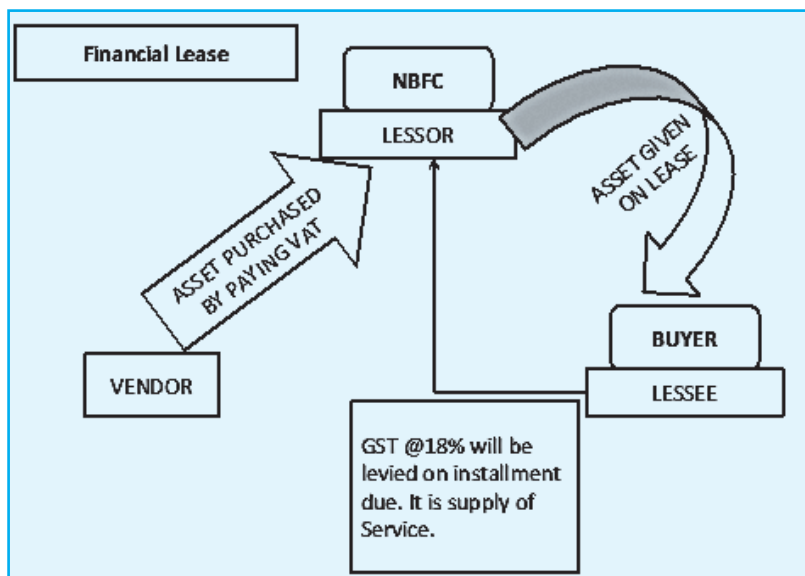 Financial Lease
NBFC
LESSOR
ASSET GIVEN
ON LEASE
ASSET PURCHASED
BY PAYING VAT
BUYER
LESSEE
VENDOR
GST @18% will be
levied on installment
due. It is supply of
Service.